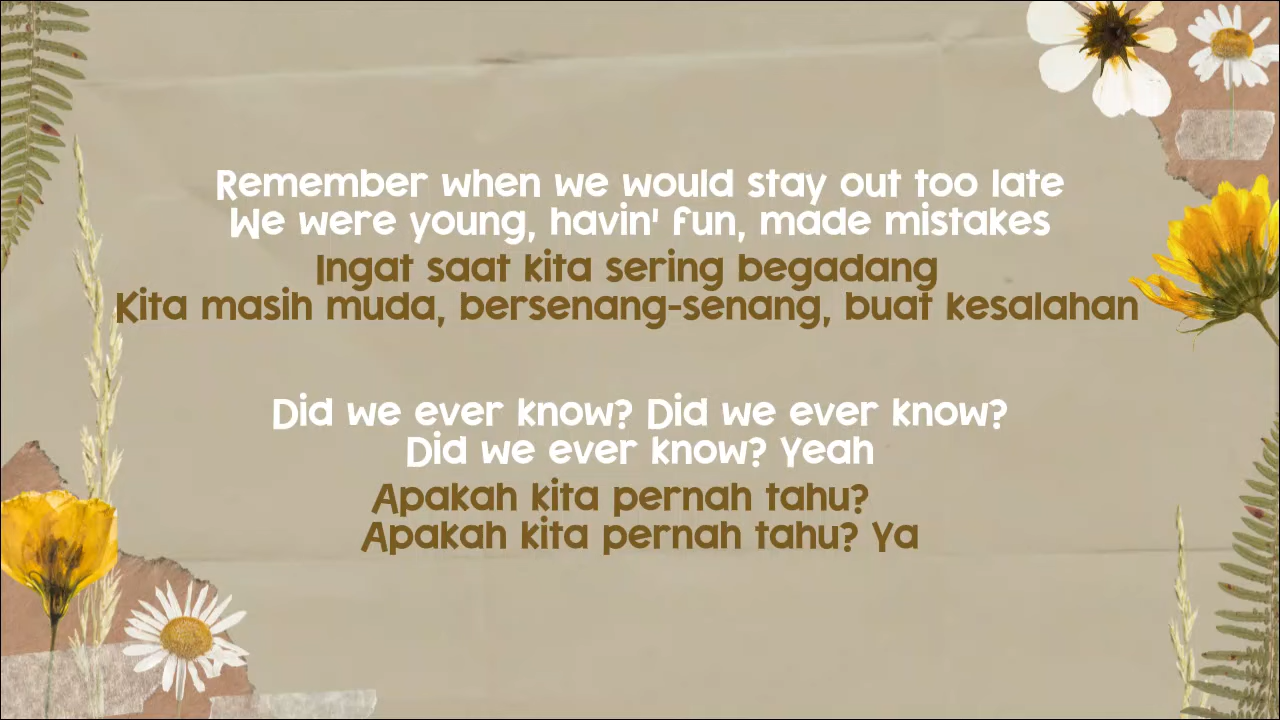 Remember when we would stay out too late
We were young, havin' fun, made mistakes
Ingat saat kita sering begadang
Kita masih muda, bersenang-senang, buat kesalahan
Did we ever know? Did we ever know?
Did we ever know? Yeah
Apakah kita pernah tahu?
Apakah kita pernah tahu? Ya